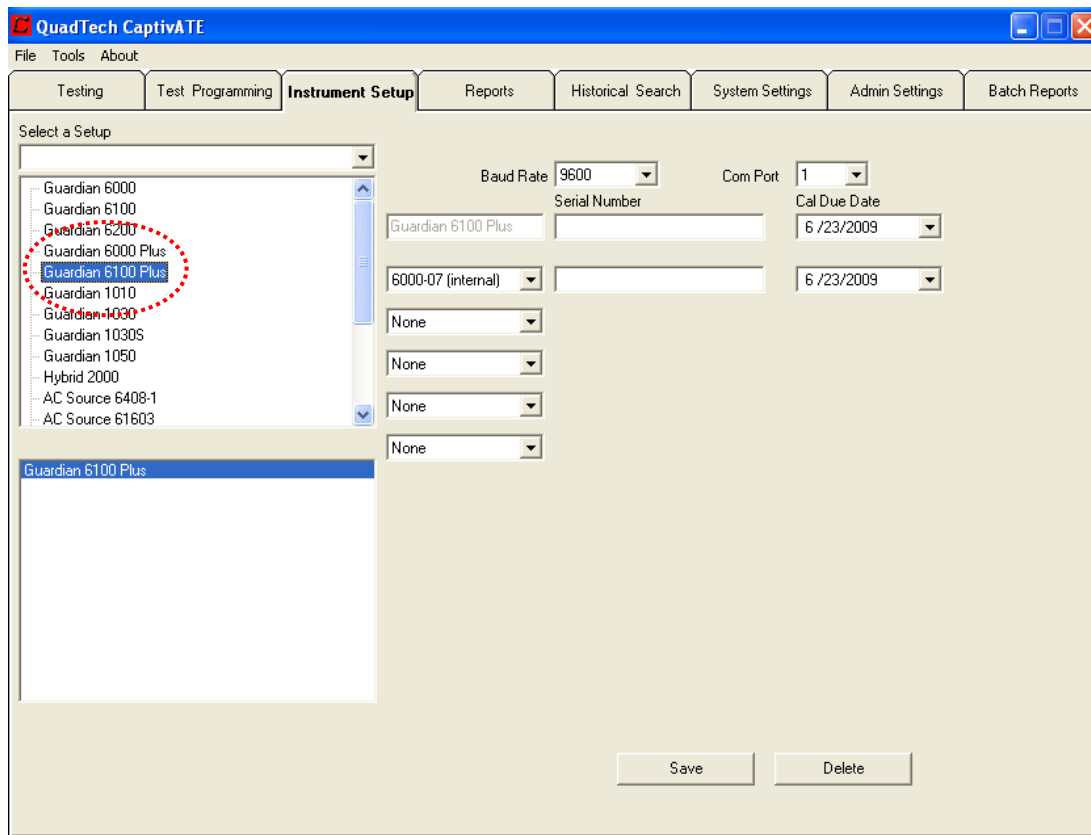 QuadTech CaptivATE
File Tools About
Testing Test Programming Instrument Setup Reports Historical Search System Settings Admin Settings Batch Reports
Select a Setup
Baud Rate 9600 Com Port 1
Serial Number Cal Due Date
Guardian 6000
Guardian 6100
Guardian 6200
Guardian 6000 Plus
Guardian 6100 Plus
Guardian 1010
Guardian 1030
Guardian 1030S
Guardian 1050
Hybrid 2000
AC Source 6408-1
AC Source 61603
Guardian 6100 Plus 6 /23/2009
6000-07 (internal) 6 /23/2009
None
None
None
None
Guardian 6100 Plus
Save Delete